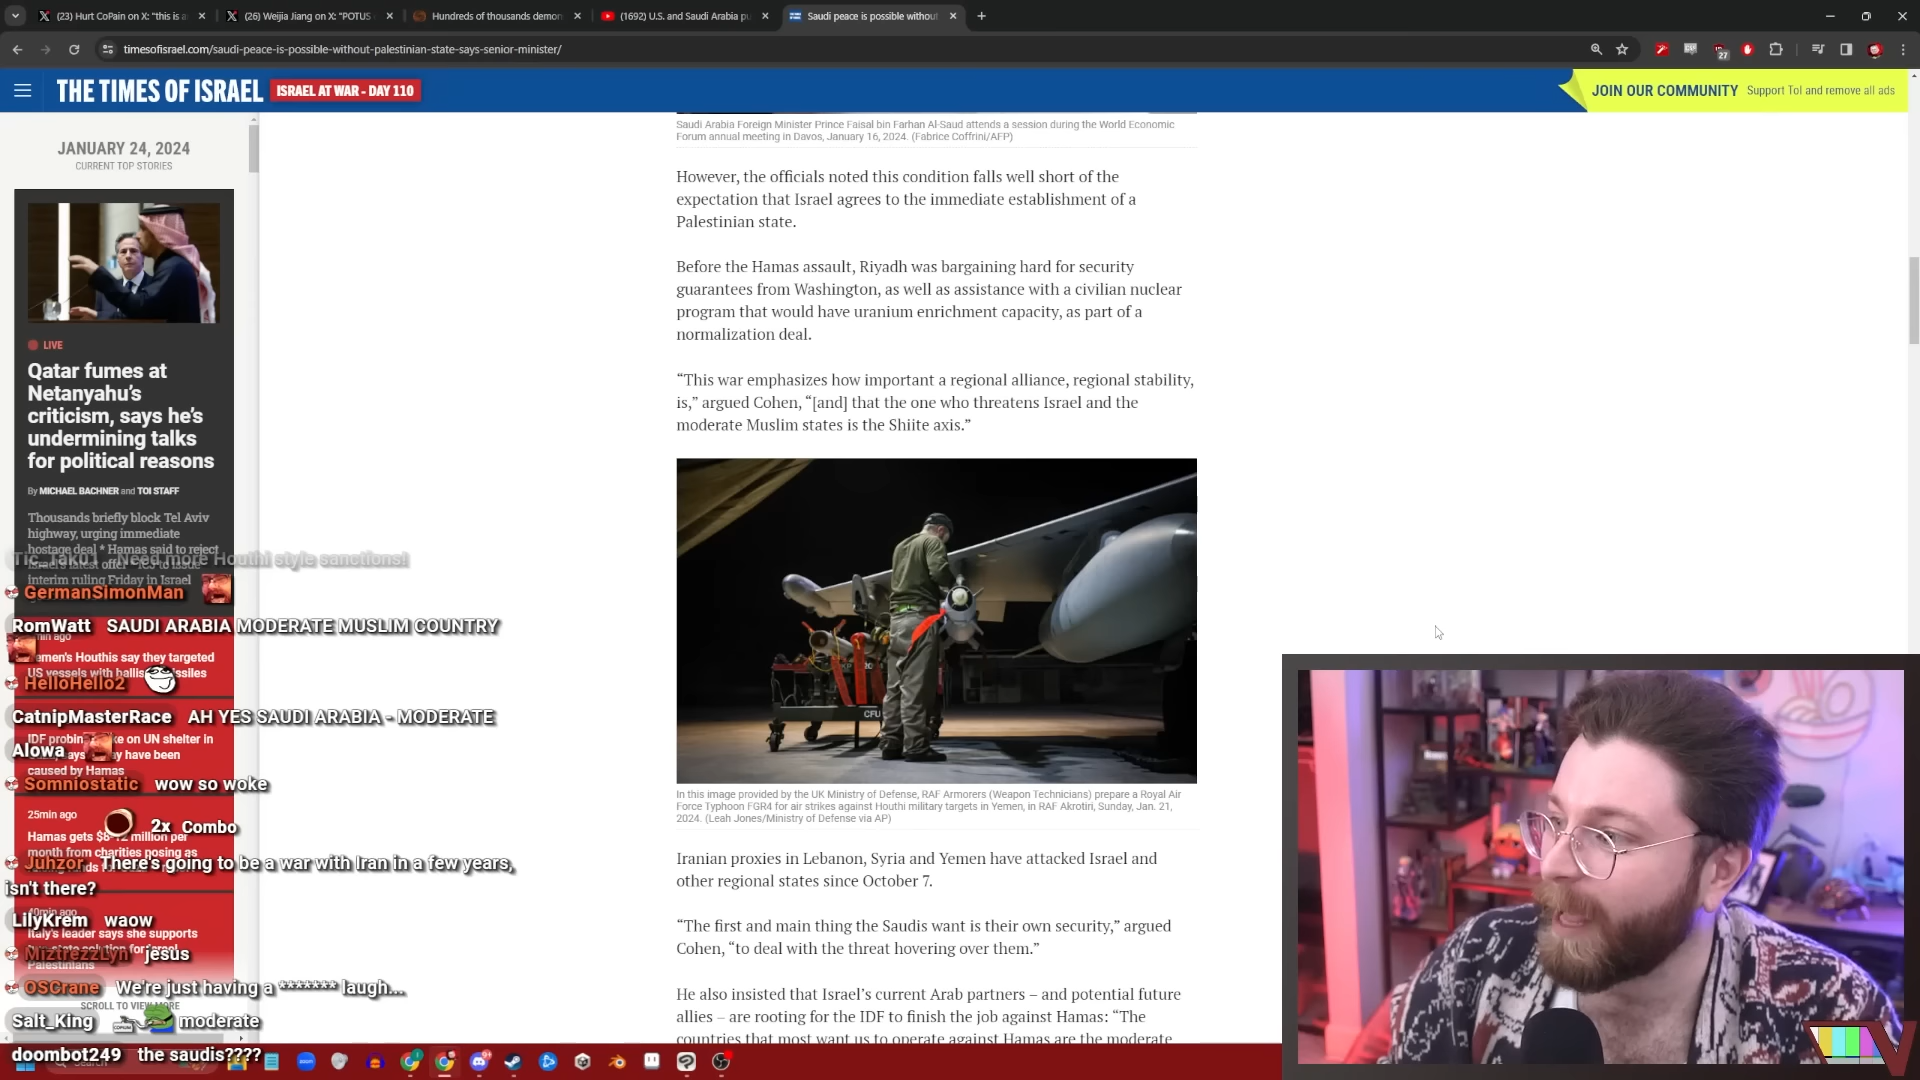 (23) Hurt CoPain on X: "this is a
(26) Weijia Jiang on X: "POTUS
Hundreds of thousands demon
(1692) U.S. and Saudi Arabia pu
Saudi peace is possible withou
timesofisrael.com/saudi-peace-is-possible-without-palestinian-state-says-senior-minister/
27
THE TIMES OF ISRAEL
ISRAEL AT WAR - DAY 110
JOIN OUR COMMUNITY Support ToI and remove all ads
JANUARY 24, 2024
CURRENT TOP STORIES
LIVE
Qatar fumes at
Netanyahu's
criticism, says he's
undermining talks
for political reasons
By MICHAEL BACHNER and TOI STAFF
Thousands briefly block Tel Aviv
highway, urging immediate
hostage deal * Hamas said to reject
interim ruling Friday in Israel
Tic_Tak01 Need more Houthi style sanctions!
GermanSimonMan
RomWatt SAUDI ARABIA MODERATE MUSLIM COUNTRY
min ago
emen's Houthis say they targeted
US vessels with ballis ssiles
HelloHello2
CatnipMasterRace AH YES SAUDI ARABIA - MODERATE
IDF probin ke on UN shelter in
Alowa
ay have been
caused by Hamas
Somniostatic wow so woke
25min ago
2x Combo
Hamas gets $8-12 million per
month from charities posing as
Juhzor There's going to be a war with Iran in a few years,
isn't there?
40min ago
LilyKrem waow
Italy's leader says she supports
state solution for Israel
MiztrezzLyn jesus
Palestinians
OSCrane We're just having a ******* laugh...
SCROLL TO VIEW MORE
Salt_King moderate
doombot249 the saudis????
Search
Saudi Arabia Foreign Minister Prince Faisal bin Farhan Al-Saud attends a session during the World Economic
Forum annual meeting in Davos, January 16, 2024. (Fabrice Coffrini/AFP)
However, the officials noted this condition falls well short of the
expectation that Israel agrees to the immediate establishment of a
Palestinian state.
Before the Hamas assault, Riyadh was bargaining hard for security
guarantees from Washington, as well as assistance with a civilian nuclear
program that would have uranium enrichment capacity, as part of a
normalization deal.
“This war emphasizes how important a regional alliance, regional stability,
is,” argued Cohen, “[and] that the one who threatens Israel and the
moderate Muslim states is the Shiite axis.”
CFU
In this image provided by the UK Ministry of Defense, RAF Armorers (Weapon Technicians) prepare a Royal Air
Force Typhoon FGR4 for air strikes against Houthi military targets in Yemen, in RAF Akrotiri, Sunday, Jan. 21,
2024. (Leah Jones/Ministry of Defense via AP)
Iranian proxies in Lebanon, Syria and Yemen have attacked Israel and
other regional states since October 7.
“The first and main thing the Saudis want is their own security,” argued
Cohen, “to deal with the threat hovering over them.”
He also insisted that Israel’s current Arab partners – and potential future
allies – are rooting for the IDF to finish the job against Hamas: “The
countries that most want us to operate against Hamas are the moderate